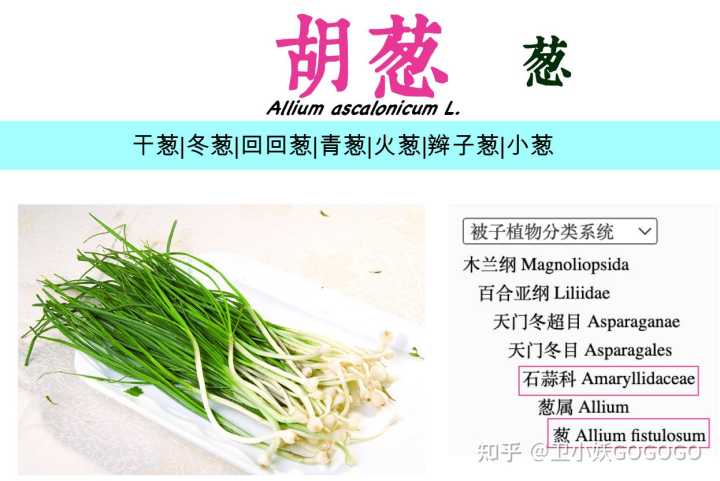 胡葱 葱
Allium ascalonicum L.
干葱|冬葱|回回葱|青葱|火葱|辫子葱|小葱
被子植物分类系统
木兰纲 Magnoliopsida
百合亚纲 Liliidae
天门冬超目 Asparaganae
天门冬目 Asparagales
石蒜科 Amaryllidaceae
葱属 Allium
葱 Allium fistulosum
知乎 @卫小妖GOGOGO